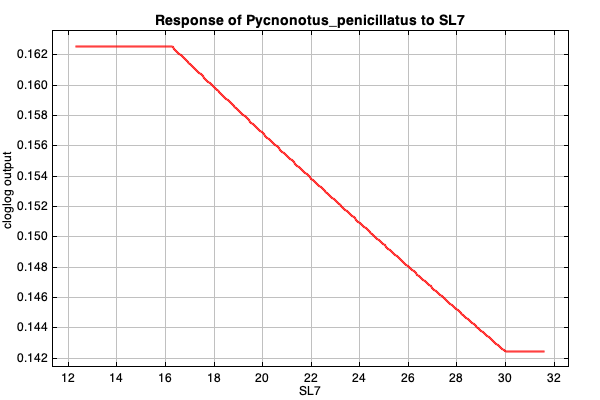 Response of Pycnonotus_penicillatus to SL7
cloglog output
0.162
0.160
0.158
0.156
0.154
0.152
0.150
0.148
0.146
0.144
0.142
12 14 16 18 20 22 24 26 28 30 32
SL7